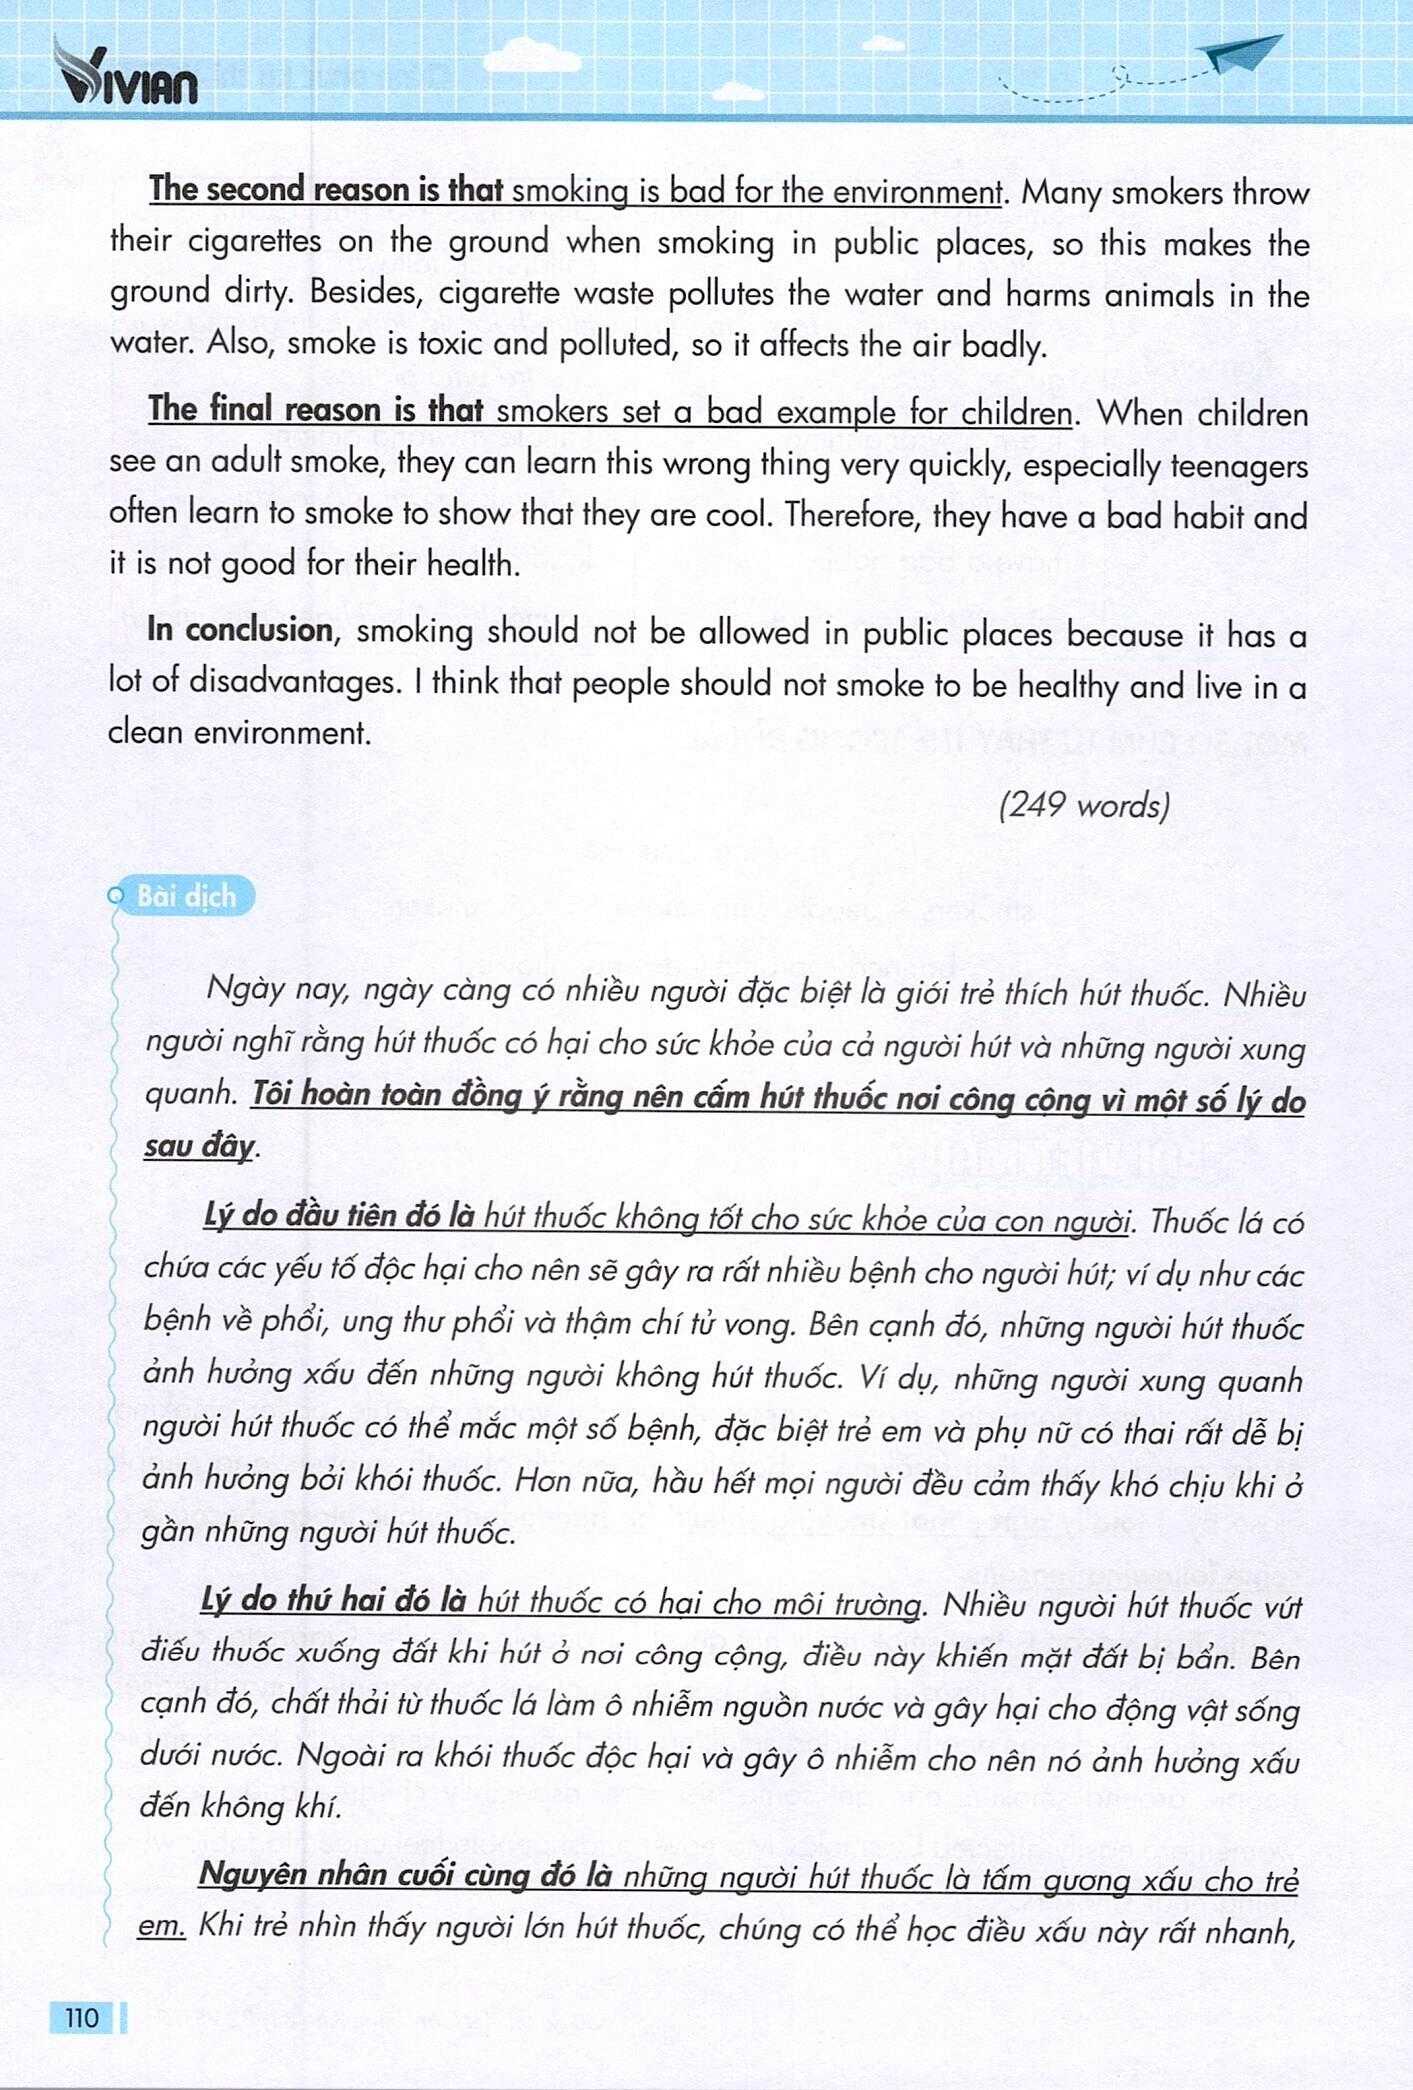 VIVIAN
The second reason is that smoking is bad for the environment. Many smokers throw
their cigarettes on the ground when smoking in public places, so this makes the
ground dirty. Besides, cigarette waste pollutes the water and harms animals in the
water. Also, smoke is toxic and polluted, so it affects the air badly.
The final reason is that smokers set a bad example for children. When children
see an adult smoke, they can learn this wrong thing very quickly, especially teenagers
often learn to smoke to show that they are cool. Therefore, they have a bad habit and
it is not good for their health.
In conclusion, smoking should not be allowed in public places because it has a
lot of disadvantages. I think that people should not smoke to be healthy and live in a
clean environment.
(249 words)
Bài dịch
Ngày nay, ngày càng có nhiều người đặc biệt là giới trẻ thích hút thuốc. Nhiều
người nghĩ rằng hút thuốc có hại cho sức khỏe của cả người hút và những người xung
quanh. Tôi hoàn toàn đồng ý rằng nên cấm hút thuốc nơi công cộng vì một số lý do
sau đây.
Lý do đầu tiên đó là hút thuốc không tốt cho sức khỏe của con người. Thuốc lá có
chứa các yếu tố độc hại cho nên sẽ gây ra rất nhiều bệnh cho người hút; ví dụ như các
bệnh về phổi, ung thư phổi và thậm chí tử vong. Bên cạnh đó, những người hút thuốc
ảnh hưởng xấu đến những người không hút thuốc. Ví dụ, những người xung quanh
người hút thuốc có thể mắc một số bệnh, đặc biệt trẻ em và phụ nữ có thai rất dễ bị
ảnh hưởng bởi khói thuốc. Hơn nữa, hầu hết mọi người đều cảm thấy khó chịu khi ở
gần những người hút thuốc.
Lý do thứ hai đó là hút thuốc có hại cho môi trường. Nhiều người hút thuốc vứt
điếu thuốc xuống đất khi hút ở nơi công cộng, điều này khiến mặt đất bị bẩn. Bên
cạnh đó, chất thải từ thuốc lá làm ô nhiễm nguồn nước và gây hại cho động vật sống
dưới nước. Ngoài ra khói thuốc độc hại và gây ô nhiễm cho nên nó ảnh hưởng xấu
đến không khí.
Nguyên nhân cuối cùng đó là những người hút thuốc là tấm gương xấu cho trẻ
em. Khi trẻ nhìn thấy người lớn hút thuốc, chúng có thể học điều xấu này rất nhanh,
110